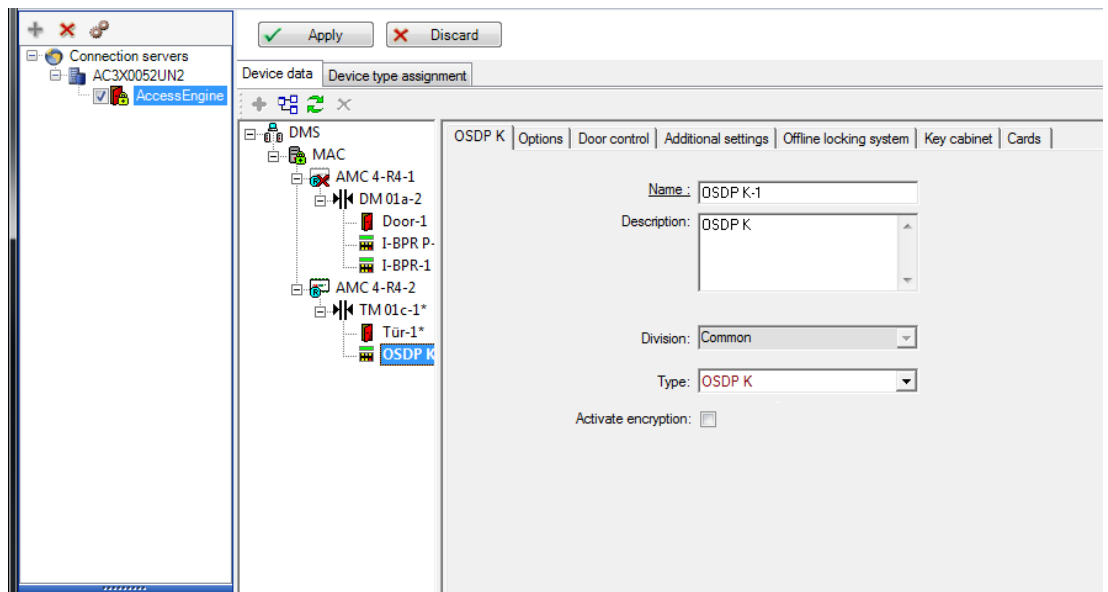 Apply
Discard
Connection servers
AC3X0052UN2
AccessEngine
Device data
Device type assignment
DMS
MAC
AMC 4-R4-1
DM 01a-2
Door-1
I-BPR P-
I-BPR-1
AMC 4-R4-2
TM 01c-1*
Tür-1*
OSDP K
OSDP K
Options
Door control
Additional settings
Offline locking system
Key cabinet
Cards
Name :
OSDP K-1
Description:
OSDP K
Division:
Common
Type:
OSDP K
Activate encryption: